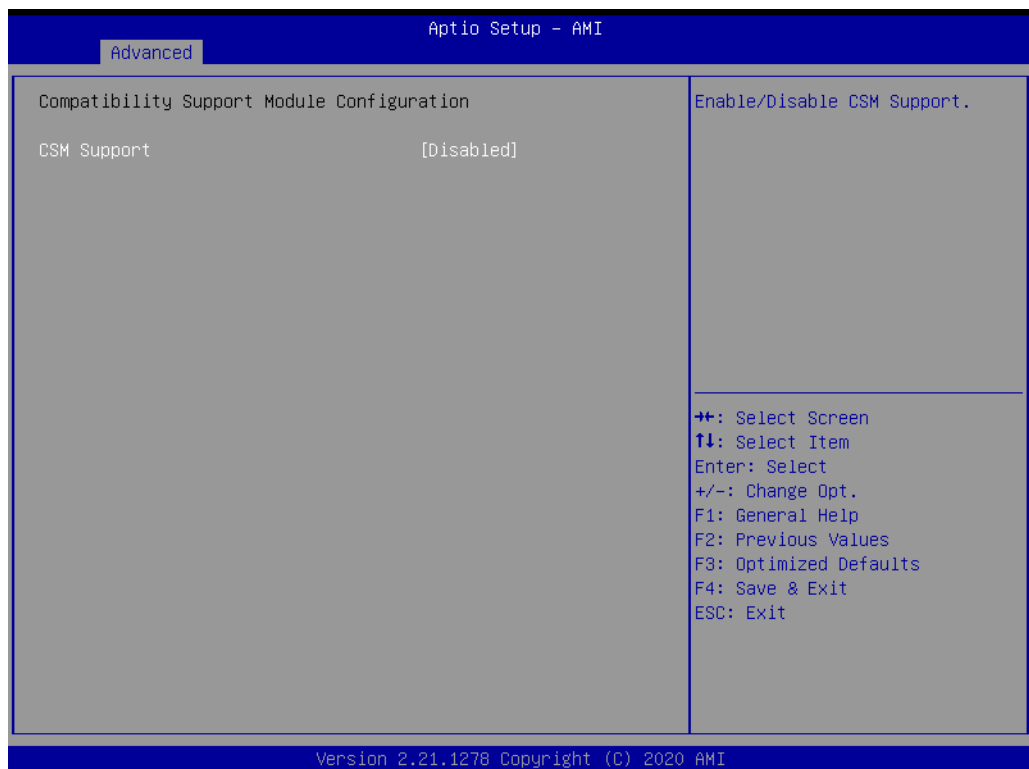 Aptio Setup – AMI
Advanced
Compatibility Support Module Configuration
CSM Support [Disabled]
Enable/Disable CSM Support.
→←: Select Screen
↑↓: Select Item
Enter: Select
+/-: Change Opt.
F1: General Help
F2: Previous Values
F3: Optimized Defaults
F4: Save & Exit
ESC: Exit
Version 2.21.1278 Copyright (C) 2020 AMI